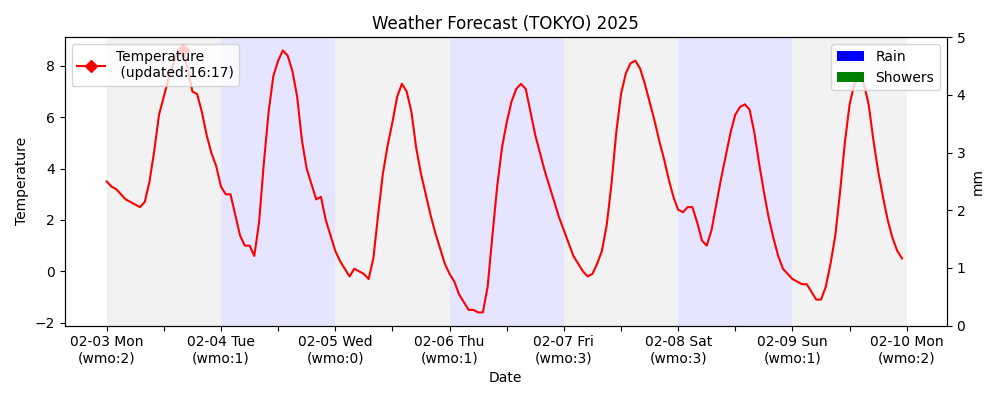 Weather Forecast (TOKYO) 2025
Temperature
(updated:16:17)
Rain
Showers
Temperature
8
6
4
2
0
−2
5
4
3
2
1
0
mm
02-03 Mon
(wmo:2)
02-04 Tue
(wmo:1)
02-05 Wed
(wmo:0)
02-06 Thu
(wmo:1)
02-07 Fri
(wmo:3)
02-08 Sat
(wmo:3)
02-09 Sun
(wmo:1)
02-10 Mon
(wmo:2)
Date